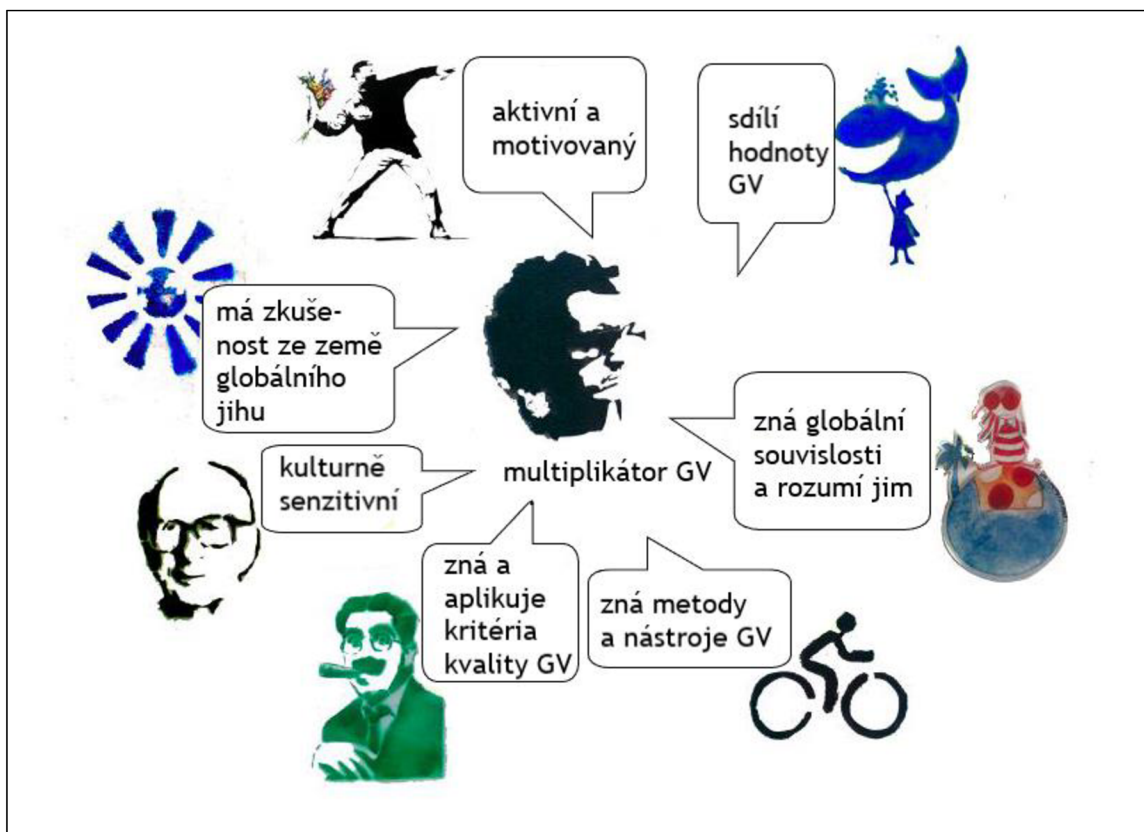 aktivní a
motivovaný
sdílí
hodnoty
GV
má zkuše-
nost ze země
globálního
jihu
zná globální
souvislosti
a rozumí jim
kulturně
senzitivní
multiplikátor GV
zná a
aplikuje
kritéria
kvality GV
zná metody
a nástroje GV